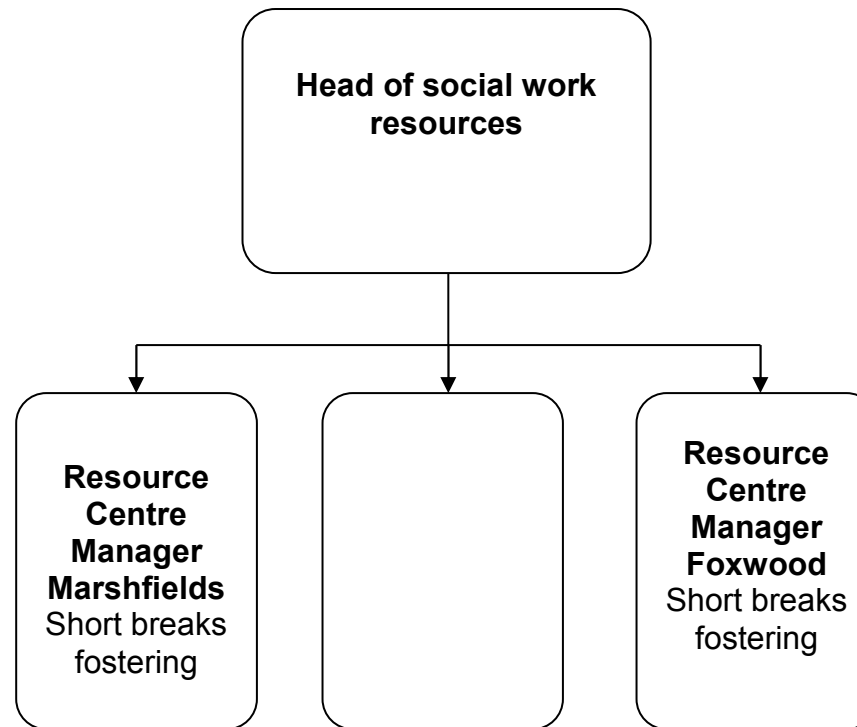 Head of social work
resources
Resource
Centre
Manager
Marshfields
Short breaks
fostering
Resource
Centre
Manager
Foxwood
Short breaks
fostering